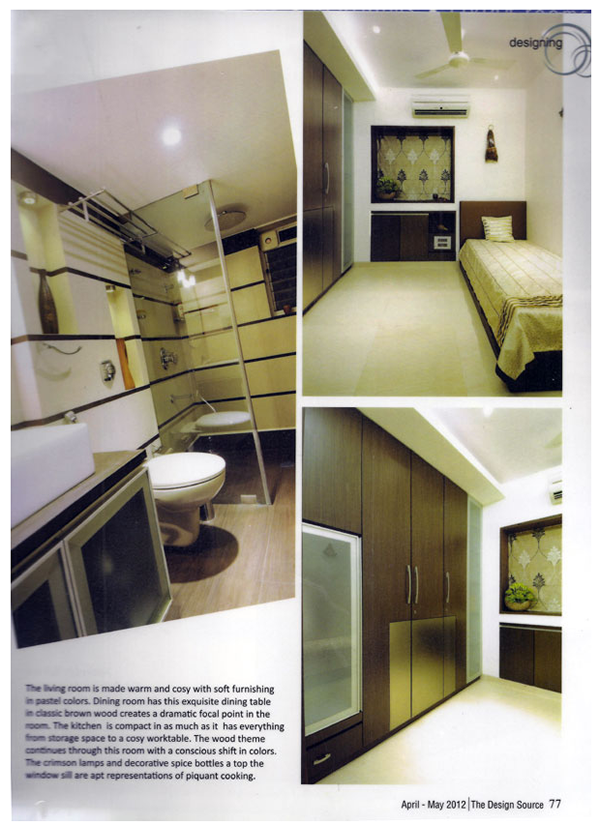 designing
The living room is made warm and cosy with soft furnishing
in pastel colors. Dining room has this exquisite dining table
in classic brown wood creates a dramatic focal point in the
room. The kitchen is compact in as much as it has everything
from storage space to a cosy worktable. The wood theme
continues through this room with a conscious shift in colors.
The crimson lamps and decorative spice bottles a top the
window sill are apt representations of piquant cooking.
April - May 2012 | The Design Source 77